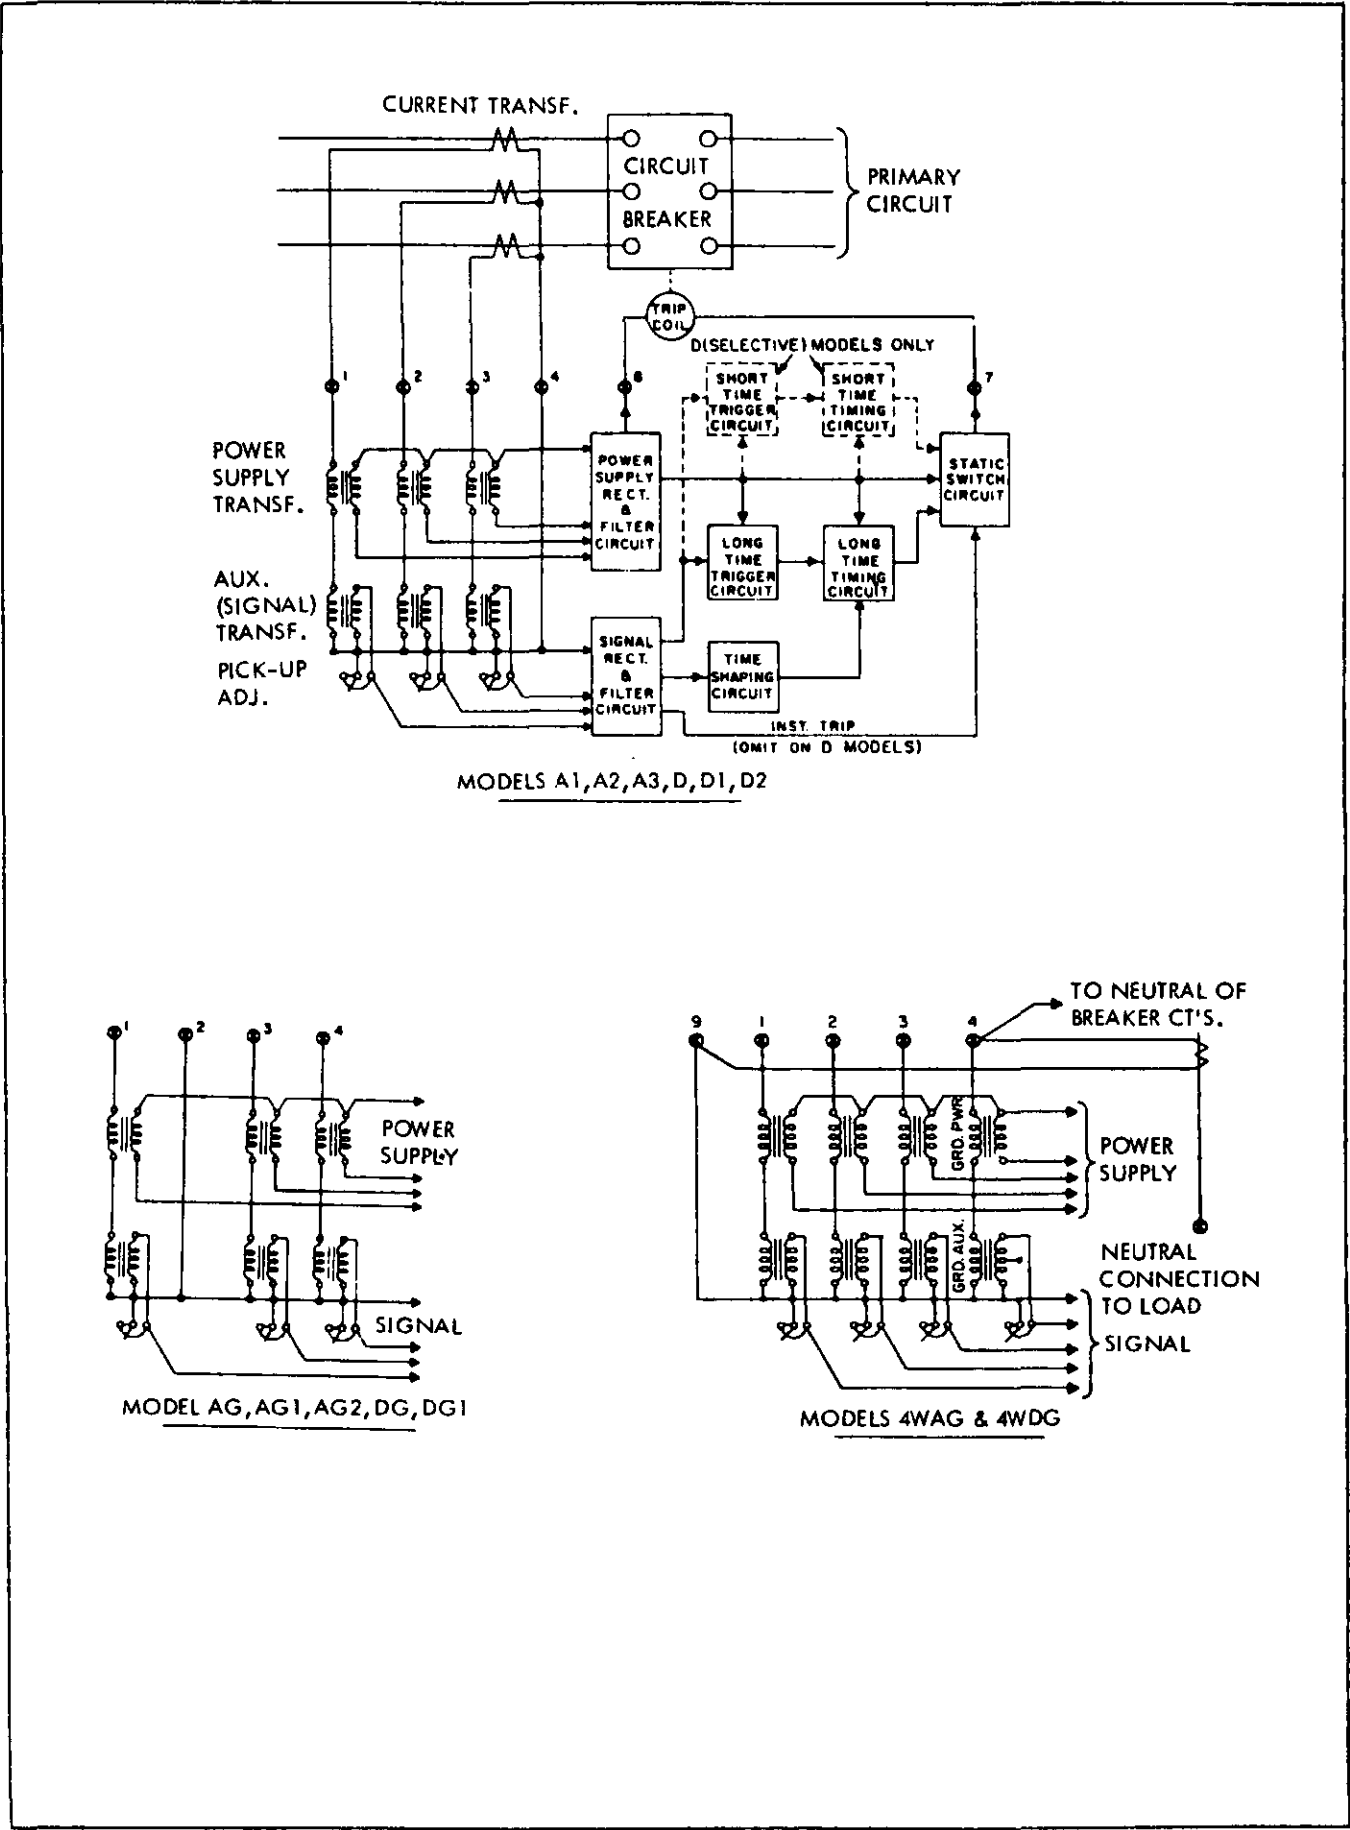 CURRENT TRANSF.
CIRCUIT
BREAKER
PRIMARY
CIRCUIT
TRIP
COIL
D(SELECTIVE) MODELS ONLY
1
2
3
4
6
7
SHORT
TIME
TRIGGER
CIRCUIT
SHORT
TIME
TIMING
CIRCUIT
POWER
SUPPLY
TRANSF.
POWER
SUPPLY
RECT.
&
FILTER
CIRCUIT
STATIC
SWITCH
CIRCUIT
LONG
TIME
TRIGGER
CIRCUIT
LONG
TIME
TIMING
CIRCUIT
AUX.
(SIGNAL)
TRANSF.
PICK-UP
ADJ.
SIGNAL
RECT.
&
FILTER
CIRCUIT
TIME
SHAPING
CIRCUIT
INST. TRIP
(OMIT ON D MODELS)
MODELS A1,A2,A3,D,D1,D2
1
2
3
4
POWER
SUPPLY
SIGNAL
MODEL AG,AG1,AG2,DG,DG1
TO NEUTRAL OF
BREAKER CT'S.
9
1
2
3
4
GRD. PWR.
POWER
SUPPLY
GRD. AUX.
NEUTRAL
CONNECTION
TO LOAD
SIGNAL
MODELS 4WAG & 4WDG